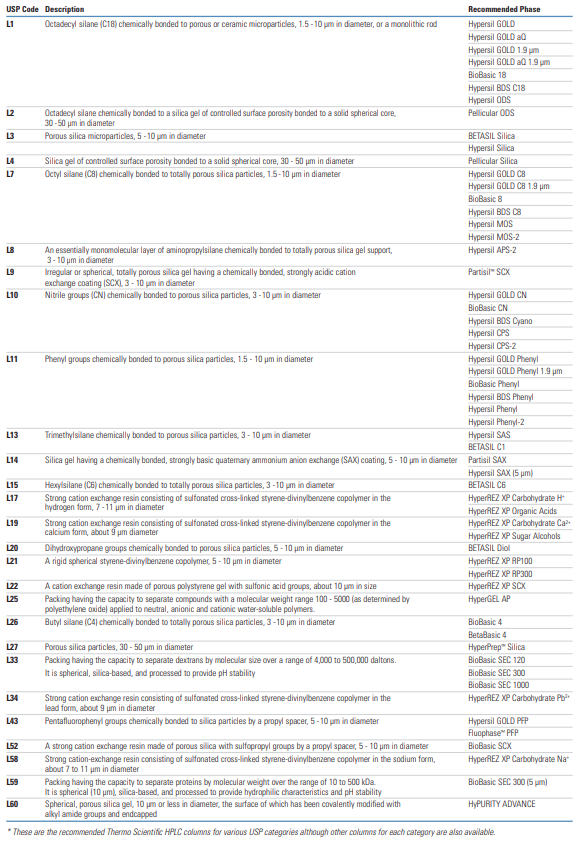 USP Code Description Recommended Phase
L1 Octadecyl silane (C18) chemically bonded to porous or ceramic microparticles, 1.5 - 10 µm in diameter, or a monolithic rod Hypersil GOLD
Hypersil GOLD aQ
Hypersil GOLD 1.9 µm
Hypersil GOLD aQ 1.9 µm
BioBasic 18
Hypersil BDS C18
Hypersil ODS
L2 Octadecyl silane chemically bonded to a silica gel of controlled surface porosity bonded to a solid spherical core, Pellicular ODS
30 -50 µm in diameter
L3 Porous silica microparticles, 5 -10 µm in diameter BETASIL Silica
Hypersil Silica
L4 Silica gel of controlled surface porosity bonded to a solid spherical core, 30 - 50 µm in diameter Pellicular Silica
L7 Octyl silane (C8) chemically bonded to totally porous silica particles, 1.5 -10 µm in diameter Hypersil GOLD C8
Hypersil GOLD C8 1.9 µm
BioBasic 8
Hypersil BDS C8
Hypersil MOS
Hypersil MOS-2
L8 An essentially monomolecular layer of aminopropylsilane chemically bonded to totally porous silica gel support, Hypersil APS-2
3 - 10 µm in diameter
L9 Irregular or spherical, totally porous silica gel having a chemically bonded, strongly acidic cation Partisil™ SCX
exchange coating (SCX), 3 - 10 µm in diameter
L10 Nitrile groups (CN) chemically bonded to porous silica particles, 3 -10 µm in diameter Hypersil GOLD CN
BioBasic CN
Hypersil BDS Cyano
Hypersil CPS
Hypersil CPS-2
L11 Phenyl groups chemically bonded to porous silica particles, 1.5 - 10 µm in diameter Hypersil GOLD Phenyl
Hypersil GOLD Phenyl 1.9 µm
BioBasic Phenyl
Hypersil BDS Phenyl
Hypersil Phenyl
Hypersil Phenyl-2
L13 Trimethylsilane chemically bonded to porous silica particles, 3 - 10 µm in diameter Hypersil SAS
BETASIL C1
L14 Silica gel having a chemically bonded, strongly basic quaternary ammonium anion exchange (SAX) coating, 5 - 10 µm in diameter Partisil SAX
Hypersil SAX (5 µm)
L15 Hexylsilane (C6) chemically bonded to totally porous silica particles, 3 -10 µm in diameter BETASIL C6
L17 Strong cation exchange resin consisting of sulfonated cross-linked styrene-divinylbenzene copolymer in the HyperREZ XP Carbohydrate H⁺
hydrogen form, 7 -11 µm in diameter HyperREZ XP Organic Acids
L19 Strong cation exchange resin consisting of sulfonated cross-linked styrene-divinylbenzene copolymer in the HyperREZ XP Carbohydrate Ca²⁺
calcium form, about 9 µm diameter HyperREZ XP Sugar Alcohols
L20 Dihydroxypropane groups chemically bonded to porous silica particles, 5 -10 µm in diameter BETASIL Diol
L21 A rigid spherical styrene-divinylbenzene copolymer, 5 - 10 µm in diameter HyperREZ XP RP100
HyperREZ XP RP300
L22 A cation exchange resin made of porous polystyrene gel with sulfonic acid groups, about 10 µm in size HyperREZ XP SCX
L25 Packing having the capacity to separate compounds with a molecular weight range 100 - 5000 (as determined by HyperGEL AP
polyethylene oxide) applied to neutral, anionic and cationic water-soluble polymers.
L26 Butyl silane (C4) chemically bonded to totally porous silica particles, 3 -10 µm in diameter BioBasic 4
BetaBasic 4
L27 Porous silica particles, 30 - 50 µm in diameter HyperPrep™ Silica
L33 Packing having the capacity to separate dextrans by molecular size over a range of 4,000 to 500,000 daltons. BioBasic SEC 120
It is spherical, silica-based, and processed to provide pH stability BioBasic SEC 300
BioBasic SEC 1000
L34 Strong cation exchange resin consisting of sulfonated cross-linked styrene-divinylbenzene copolymer in the HyperREZ XP Carbohydrate Pb²⁺
lead form, about 9 µm in diameter
L43 Pentafluorophenyl groups chemically bonded to silica particles by a propyl spacer, 5 -10 µm in diameter Hypersil GOLD PFP
Fluophase™ PFP
L52 A strong cation exchange resin made of porous silica with sulfopropyl groups by a propyl spacer, 5 - 10 µm in diameter BioBasic SCX
L58 Strong cation-exchange resin consisting of sulfonated cross-linked styrene-divinylbenzene copolymer in the sodium form, HyperREZ XP Carbohydrate Na⁺
about 7 to 11 µm in diameter
L59 Packing having the capacity to separate proteins by molecular weight over the range of 10 to 500 kDa. BioBasic SEC 300 (5 µm)
It is spherical (10 µm), silica-based, and processed to provide hydrophilic characteristics and pH stability
L60 Spherical, porous silica gel, 10 µm or less in diameter, the surface of which has been covalently modified with HyPURITY ADVANCE
alkyl amide groups and endcapped
* These are the recommended Thermo Scientific HPLC columns for various USP categories although other columns for each category are also available.